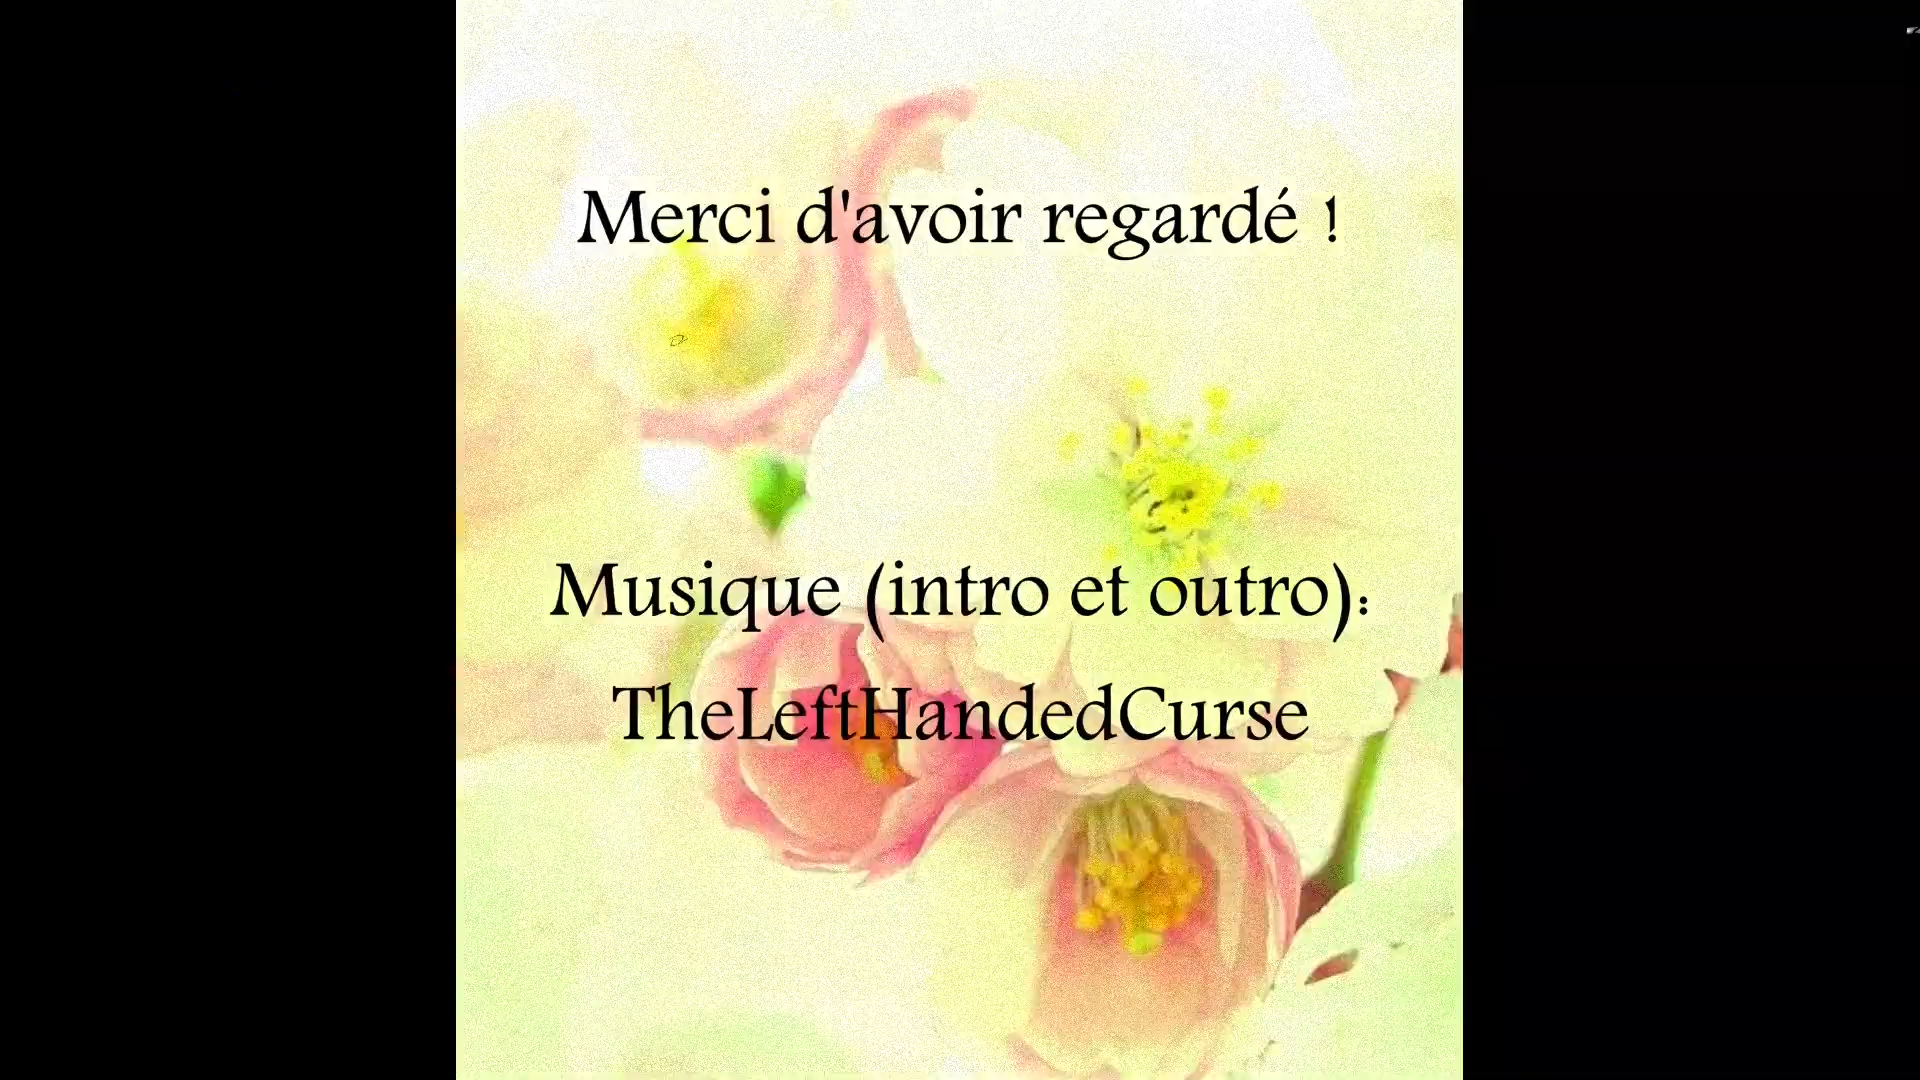 Merci d'avoir regardé !
Musique (intro et outro):
TheLeftHandedCurse